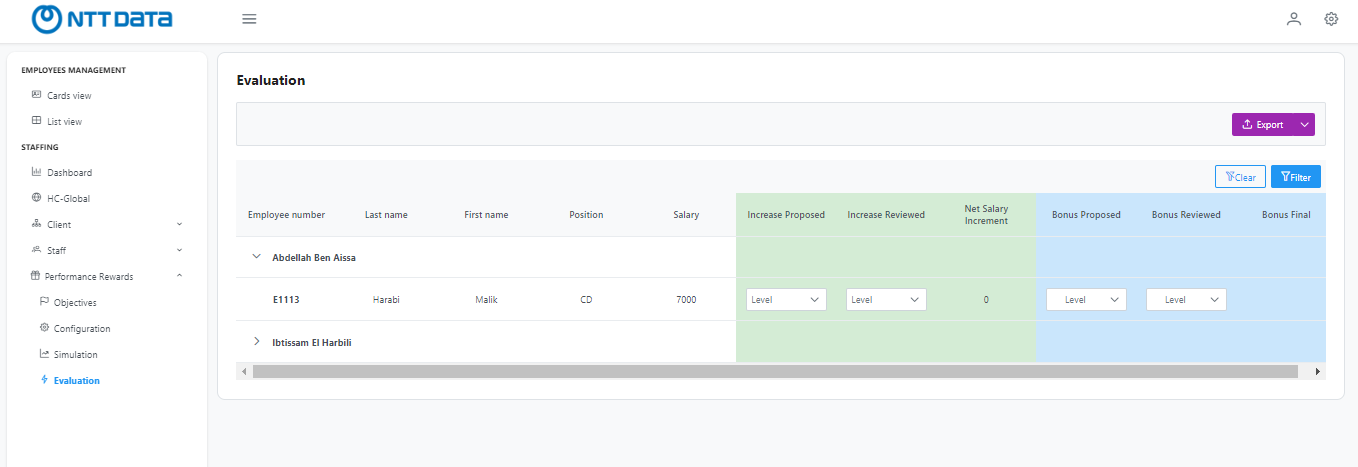 NTT DATA
EMPLOYEES MANAGEMENT
Cards view
List view
STAFFING
Dashboard
HC-Global
Client
Staff
Performance Rewards
Objectives
Configuration
Simulation
Evaluation
Evaluation
Export
Clear
Filter
Employee number Last name First name Position Salary Increase Proposed Increase Reviewed Net Salary Increment Bonus Proposed Bonus Reviewed Bonus Final
Abdellah Ben Aissa
E1113 Harabi Malik CD 7000 Level Level 0 Level Level
Ibtissam El Harbili